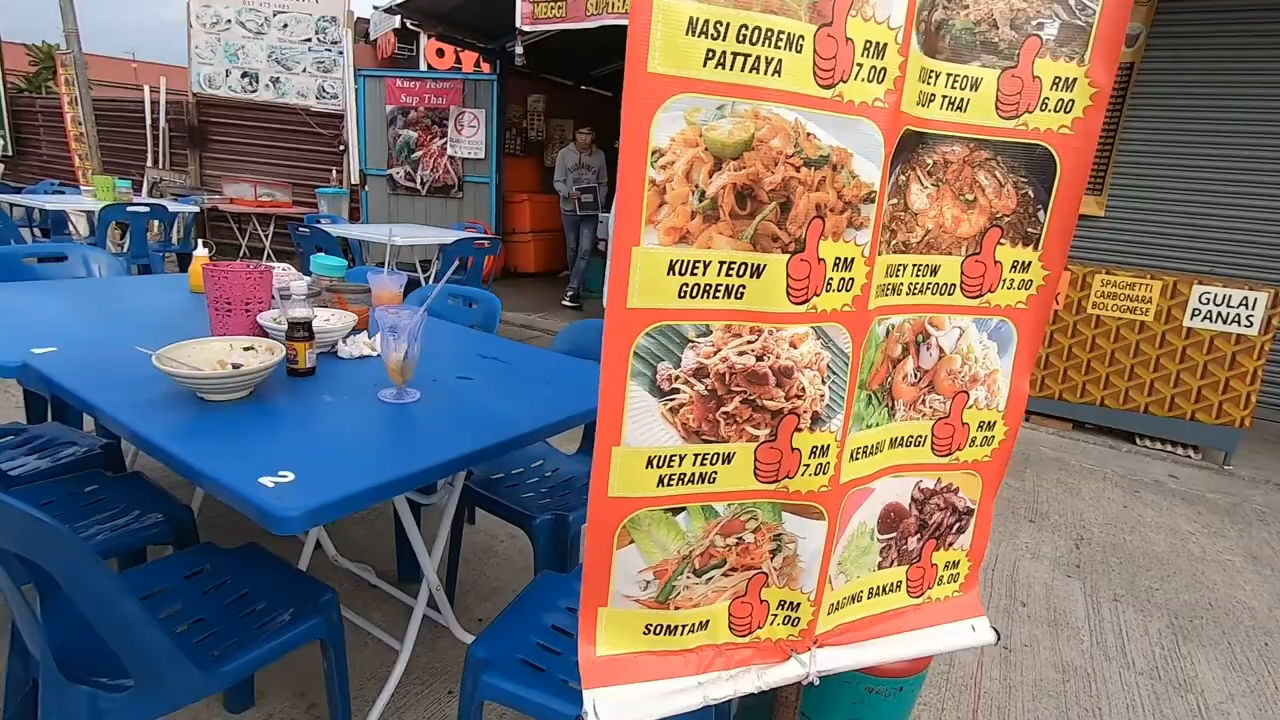 MEGGI SUP THA
Kuey Teow
Sup Thai
NASI GORENG
PATTAYA
RM
7.00
KUEY TEOW
SUP THAI
RM
6.00
KUEY TEOW
GORENG
RM
6.00
KUEY TEOW
GORENG SEAFOOD
RM
13.00
KUEY TEOW
KERANG
RM
7.00
KERABU MAGGI
RM
8.00
SOMTAM
RM
7.00
DAGING BAKAR
RM
8.00
SPAGHETTI
CARBONARA
BOLOGNESE
GULAI
PANAS
2